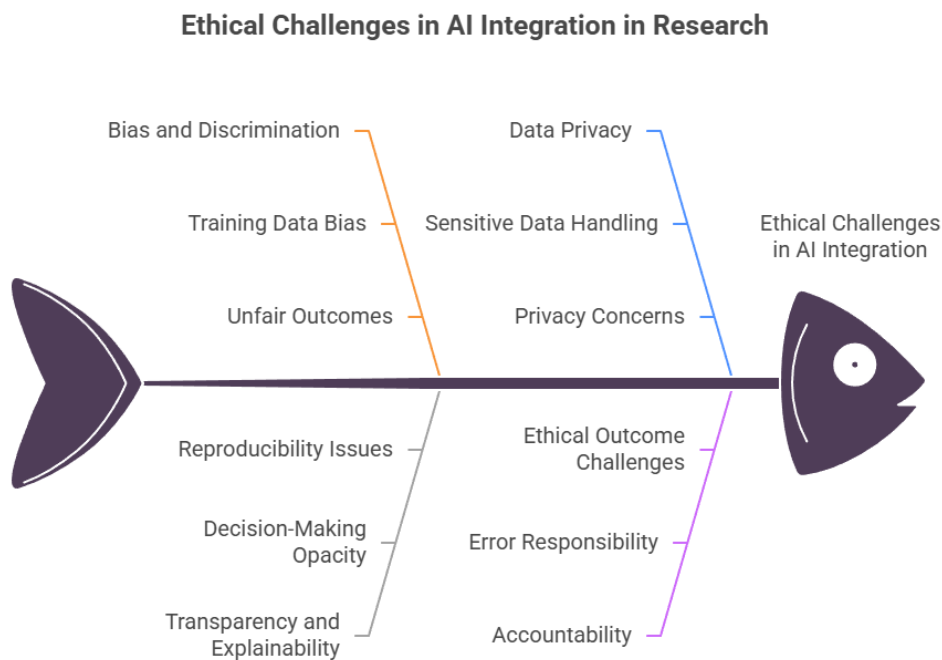 Ethical Challenges in AI Integration in Research
Bias and Discrimination
Training Data Bias
Unfair Outcomes
Data Privacy
Sensitive Data Handling
Privacy Concerns
Ethical Challenges
in AI Integration
Reproducibility Issues
Decision-Making
Opacity
Transparency and
Explainability
Ethical Outcome
Challenges
Error Responsibility
Accountability